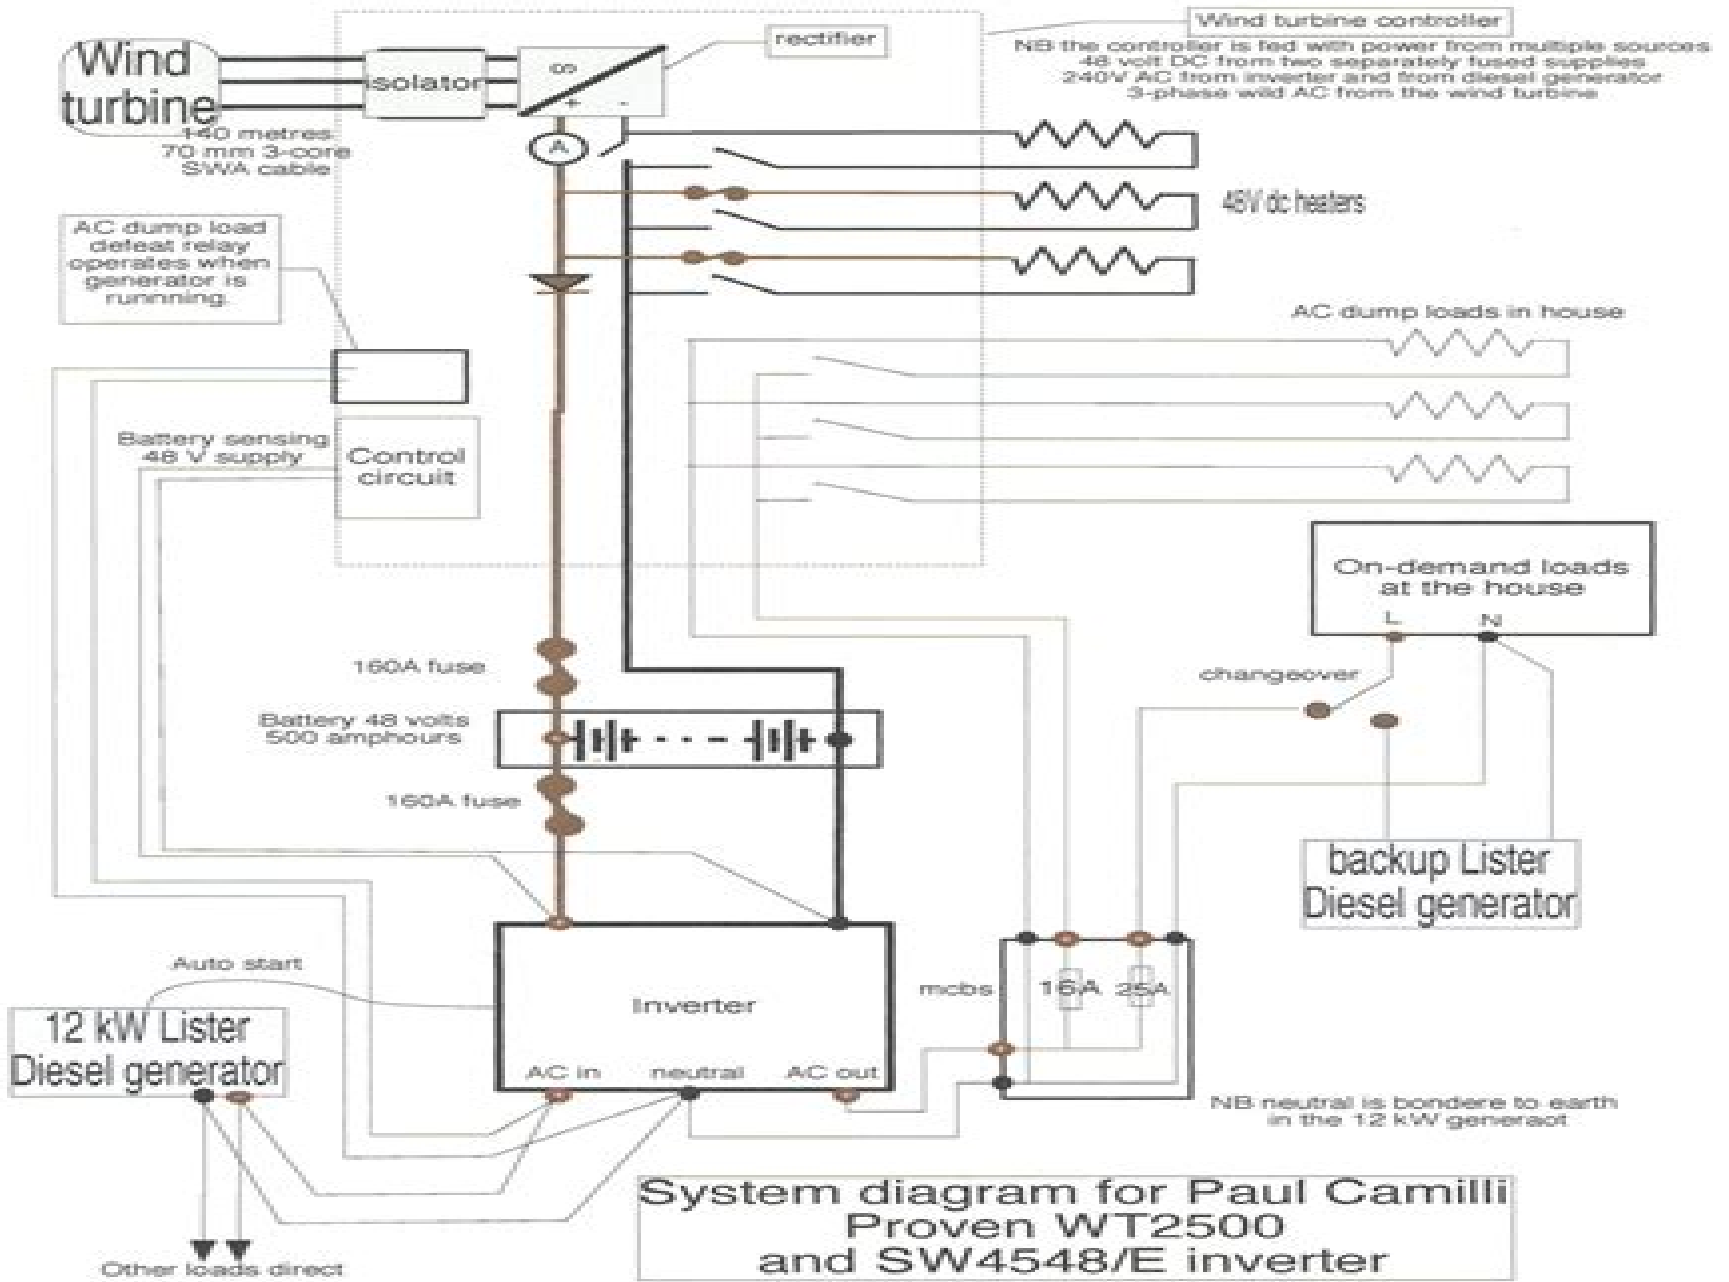 Wind turbine controller
NB the controller is fed with power from multiple sources
48 volt DC from two separately fused supplies
240V AC from inverter and from diesel generator
3-phase wild AC from the wind turbine
rectifier
Wind
turbine
isolator
+
-
A
140 metres
70 mm 3-core
SWA cable
48V dc heaters
AC dump load
defeat relay
operates when
generator is
runnning.
AC dump loads in house
Battery sensing
48 V supply
Control
circuit
On-demand loads
at the house
L
N
changeover
160A fuse
Battery 48 volts
500 amphours
160A fuse
backup Lister
Diesel generator
Auto start
12 kW Lister
Diesel generator
Inverter
AC in
neutral
AC out
mcbs
16A
25A
NB neutral is bondere to earth
in the 12 kW generaot
Other loads direct
System diagram for Paul Camilli
Proven WT2500
and SW4548/E inverter